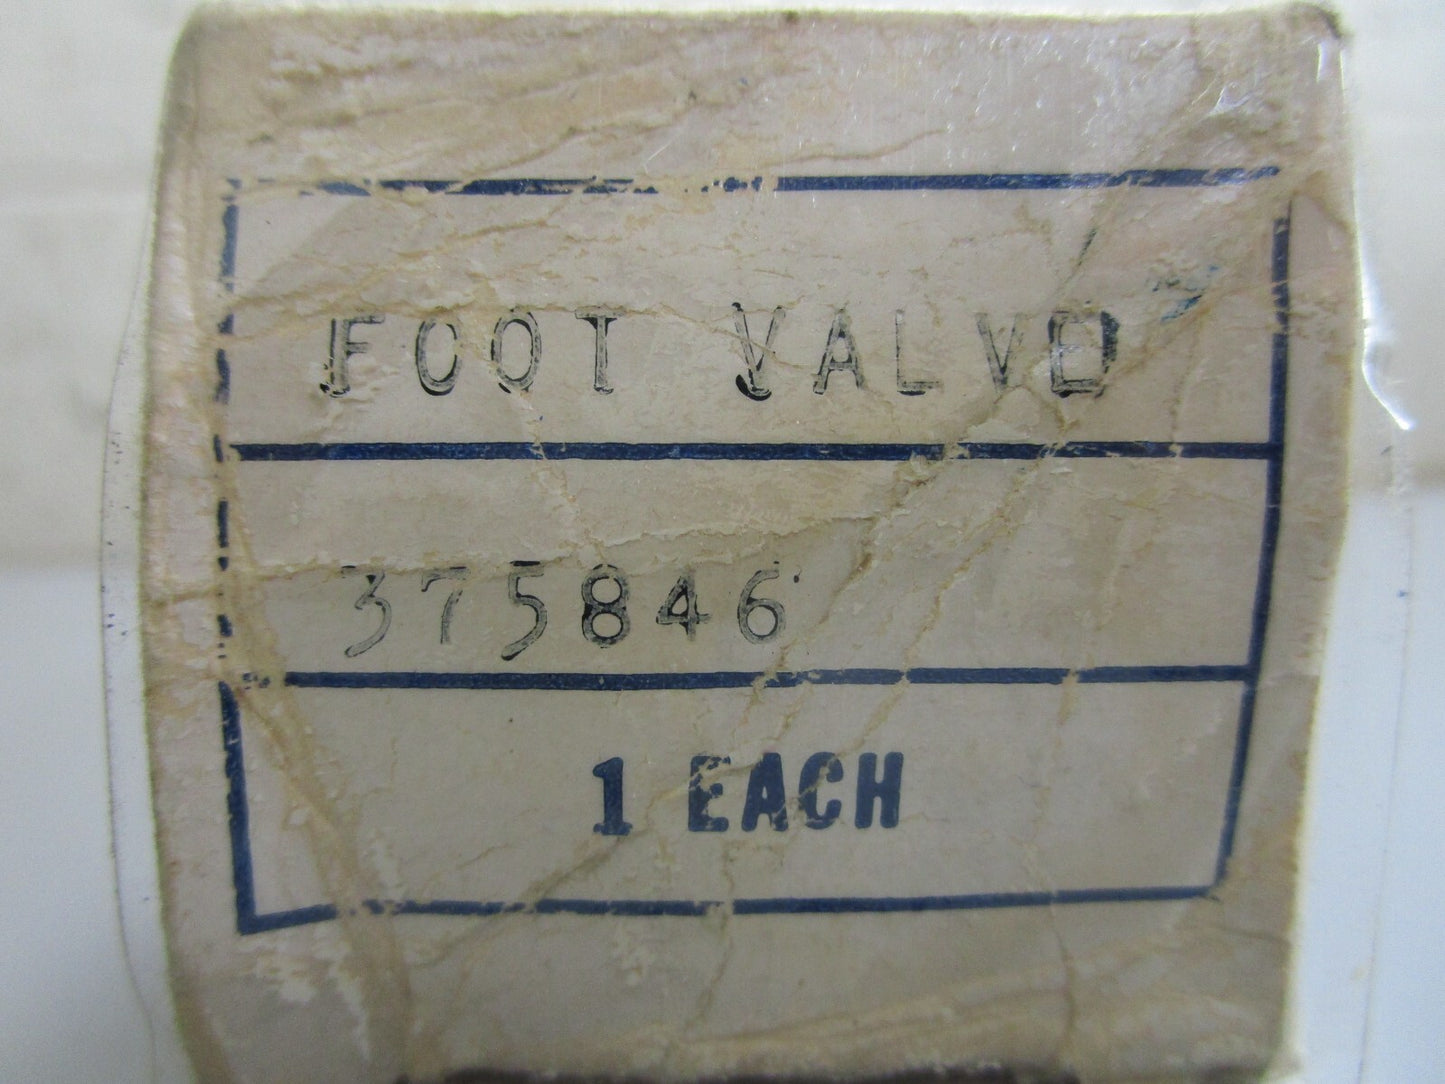 FOOT VALVE
375846
1 EACH